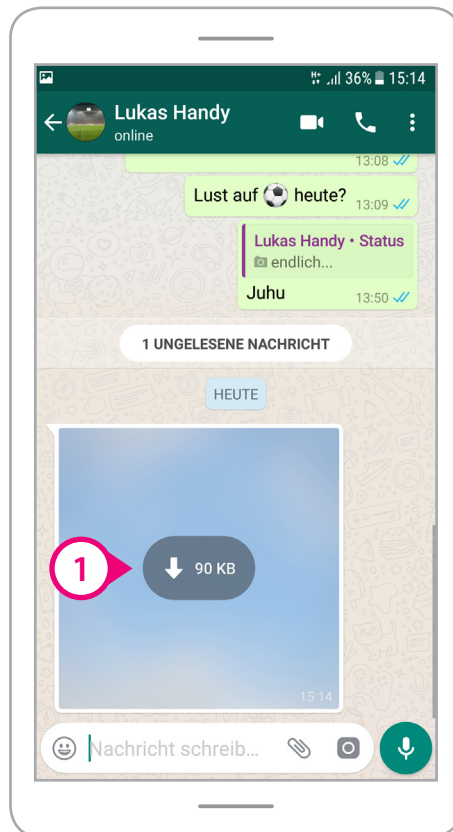 H+ 36% 15:14
Lukas Handy
online
13:08
Lust auf ⚽ heute? 13:09
Lukas Handy • Status
endlich...
Juhu 13:50
1 UNGELESENE NACHRICHT
HEUTE
1 90 KB
15:14
Nachricht schreib...